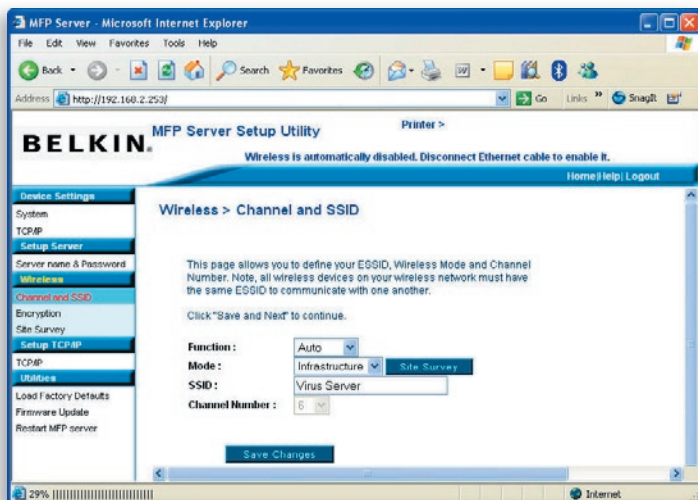 MFP Server - Microsoft Internet Explorer
File Edit View Favorites Tools Help
Back Search Favorites
Address http://192.168.2.253/ Go Links » SnagIt
BELKIN.
MFP Server Setup Utility
Printer >
Wireless is automatically disabled. Disconnect Ethernet cable to enable it.
Home|Help| Logout
Device Settings
System
TCP/IP
Setup Server
Server name & Password
Wireless
Channel and SSID
Encryption
Site Survey
Setup TCP/IP
TCP/IP
Utilities
Load Factory Defaults
Firmware Update
Restart MFP server
Wireless > Channel and SSID
This page allows you to define your ESSID, Wireless Mode and Channel
Number. Note, all wireless devices on your wireless network must have
the same ESSID to communicate with one another.
Click "Save and Next" to continue.
Function : Auto
Mode : Infrastructure Site Survey
SSID : Virus Server
Channel Number : 6
Save Changes
29% Internet